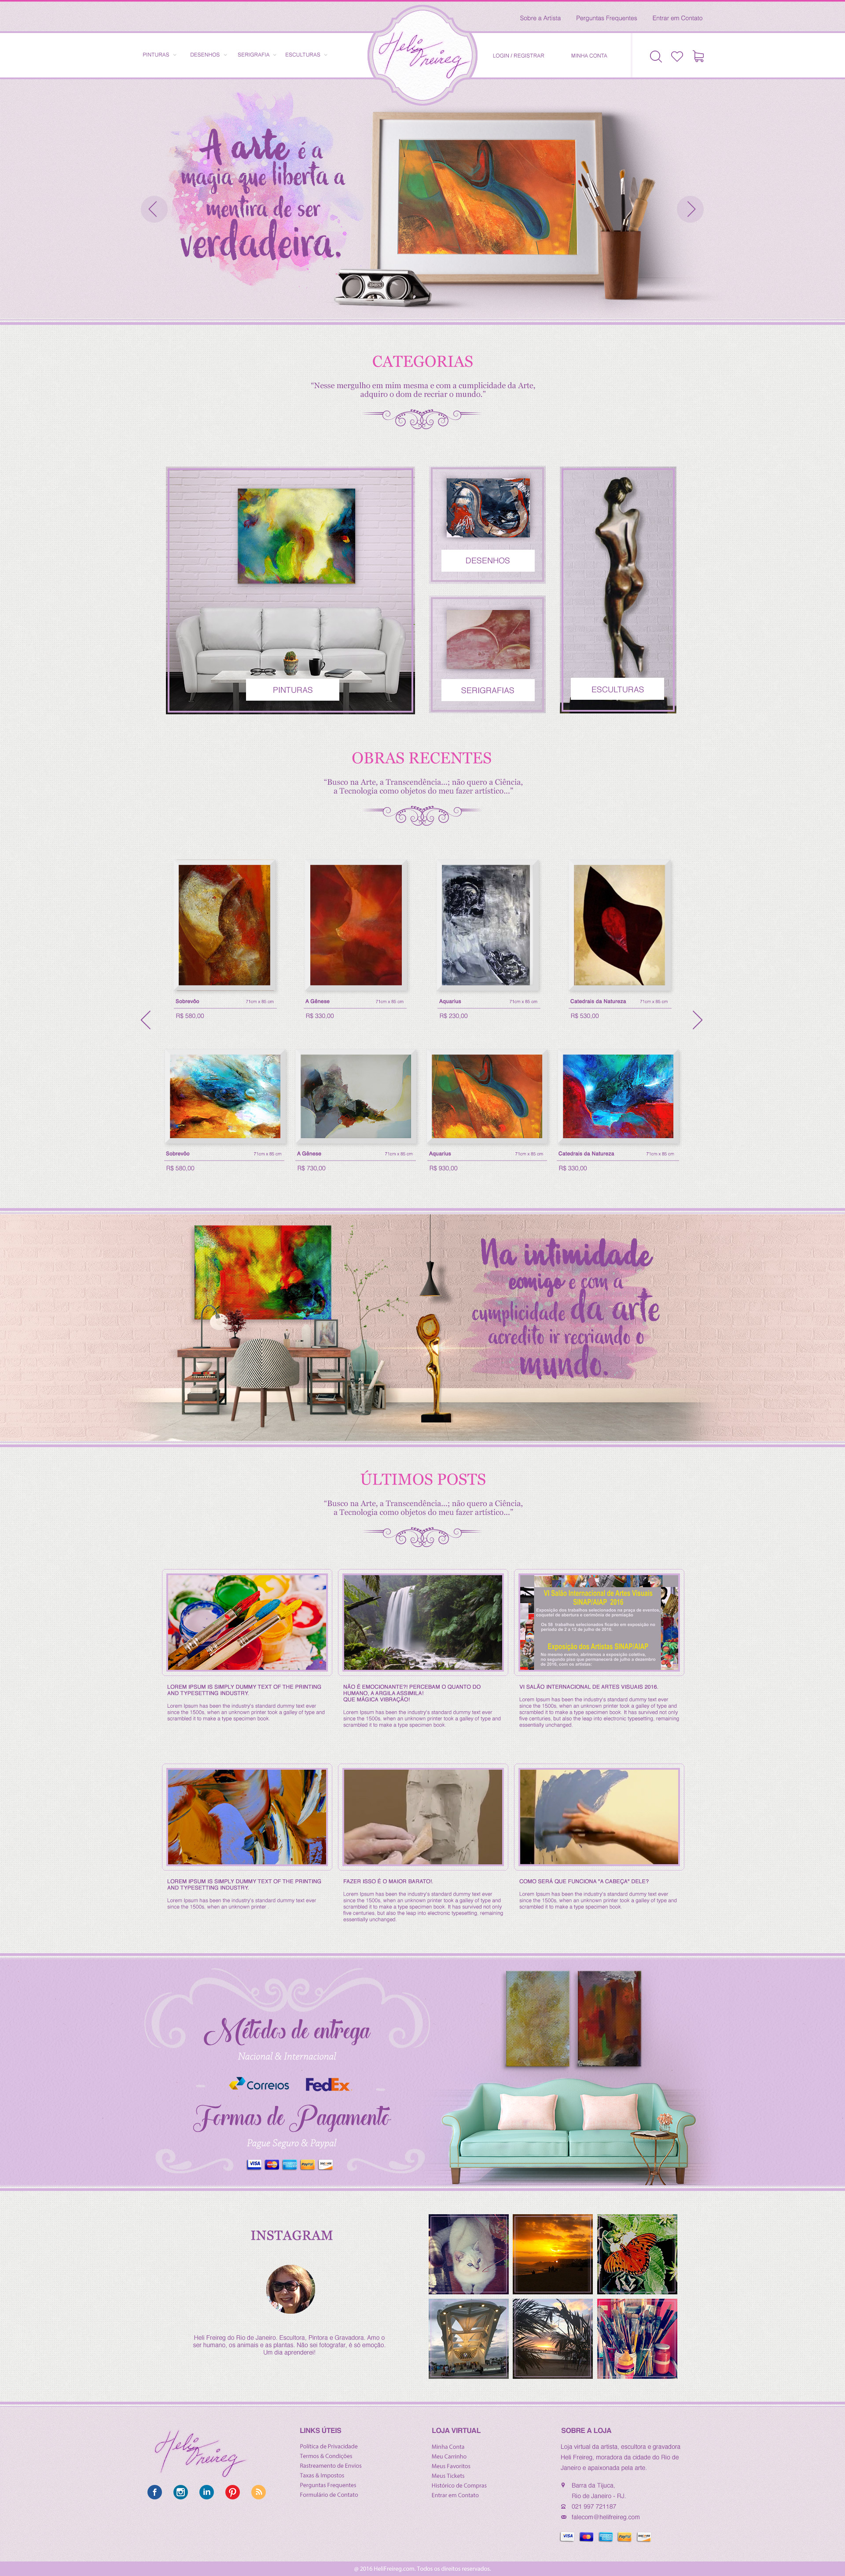 Sobre a Artista Perguntas Frequentes Entrar em Contato
PINTURAS DESENHOS SERIGRAFIA ESCULTURAS
Heli Freireg
LOGIN / REGISTRAR MINHA CONTA
A arte é a
magia que liberta a
mentira de ser
verdadeira.
CATEGORIAS
“Nesse mergulho em mim mesma e com a cumplicidade da Arte,
adquiro o dom de recriar o mundo.”
PINTURAS
DESENHOS
SERIGRAFIAS
ESCULTURAS
OBRAS RECENTES
“Busco na Arte, a Transcendência...; não quero a Ciência,
a Tecnologia como objetos do meu fazer artístico...”
Sobrevôo 71cm x 85 cm
R$ 580,00
A Gênese 71cm x 85 cm
R$ 330,00
Aquarius 71cm x 85 cm
R$ 230,00
Catedrais da Natureza 71cm x 85 cm
R$ 530,00
Sobrevôo 71cm x 85 cm
R$ 580,00
A Gênese 71cm x 85 cm
R$ 730,00
Aquarius 71cm x 85 cm
R$ 930,00
Catedrais da Natureza 71cm x 85 cm
R$ 330,00
Na intimidade
comigo e com a
cumplicidade da arte
acredito ir recriando o
mundo.
ÚLTIMOS POSTS
“Busco na Arte, a Transcendência...; não quero a Ciência,
a Tecnologia como objetos do meu fazer artístico...”
LOREM IPSUM IS SIMPLY DUMMY TEXT OF THE PRINTING
AND TYPESETTING INDUSTRY.
Lorem Ipsum has been the industry's standard dummy text ever
since the 1500s, when an unknown printer took a galley of type and
scrambled it to make a type specimen book.
NÃO É EMOCIONANTE?! PERCEBAM O QUANTO DO
HUMANO, A ARGILA ASSIMILA!
QUE MÁGICA VIBRAÇÃO!
Lorem Ipsum has been the industry's standard dummy text ever
since the 1500s, when an unknown printer took a galley of type and
scrambled it to make a type specimen book.
VI Salão Internacional de Artes Visuais
SINAP/AIAP 2016
Exposição dos Artistas SINAP/AIAP
VI SALÃO INTERNACIONAL DE ARTES VISUAIS 2016.
Lorem Ipsum has been the industry's standard dummy text ever
since the 1500s, when an unknown printer took a galley of type and
scrambled it to make a type specimen book. It has survived not only
five centuries, but also the leap into electronic typesetting, remaining
essentially unchanged.
LOREM IPSUM IS SIMPLY DUMMY TEXT OF THE PRINTING
AND TYPESETTING INDUSTRY.
Lorem Ipsum has been the industry's standard dummy text ever
since the 1500s, when an unknown printer
FAZER ISSO É O MAIOR BARATO!.
Lorem Ipsum has been the industry's standard dummy text ever
since the 1500s, when an unknown printer took a galley of type and
scrambled it to make a type specimen book. It has survived not only
five centuries, but also the leap into electronic typesetting, remaining
essentially unchanged.
COMO SERÁ QUE FUNCIONA "A CABEÇA" DELE?
Lorem Ipsum has been the industry's standard dummy text ever
since the 1500s, when an unknown printer took a galley of type and
scrambled it to make a type specimen book.
Métodos de entrega
Nacional & Internacional
Correios FedEx
Formas de Pagamento
Pague Seguro & Paypal
VISA
INSTAGRAM
Heli Freireg do Rio de Janeiro. Escultora, Pintora e Gravadora. Amo o
ser humano, os animais e as plantas. Não sei fotografar, é só emoção.
Um dia aprenderei!
Heli Freireg
LINKS ÚTEIS
Política de Privacidade
Termos & Condições
Rastreamento de Envios
Taxas & Impostos
Perguntas Frequentes
Formulário de Contato
LOJA VIRTUAL
Minha Conta
Meu Carrinho
Meus Favoritos
Meus Tickets
Histórico de Compras
Entrar em Contato
SOBRE A LOJA
Loja virtual da artista, escultora e gravadora
Heli Freireg, moradora da cidade do Rio de
Janeiro e apaixonada pela arte.
Barra da Tijuca,
Rio de Janeiro - RJ.
021 997 721187
falecom@helifreireg.com
VISA
@ 2016 HeliFreireg.com. Todos os direitos reservados.